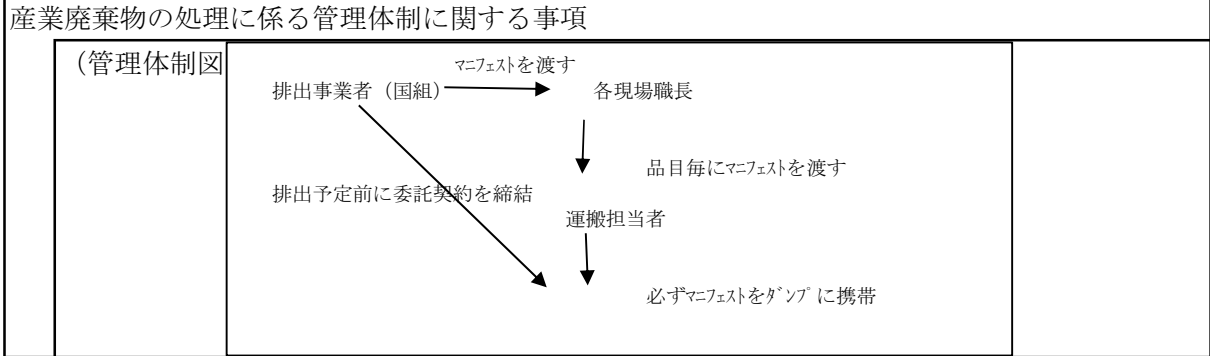 産業廃棄物の処理に係る管理体制に関する事項
（管理体制図
ﾏﾆﾌｪｽﾄを渡す
排出事業者（国組）
各現場職長
品目毎にﾏﾆﾌｪｽﾄを渡す
排出予定前に委託契約を締結
運搬担当者
必ずﾏﾆﾌｪｽﾄをﾀﾞﾝﾌﾟに携帯